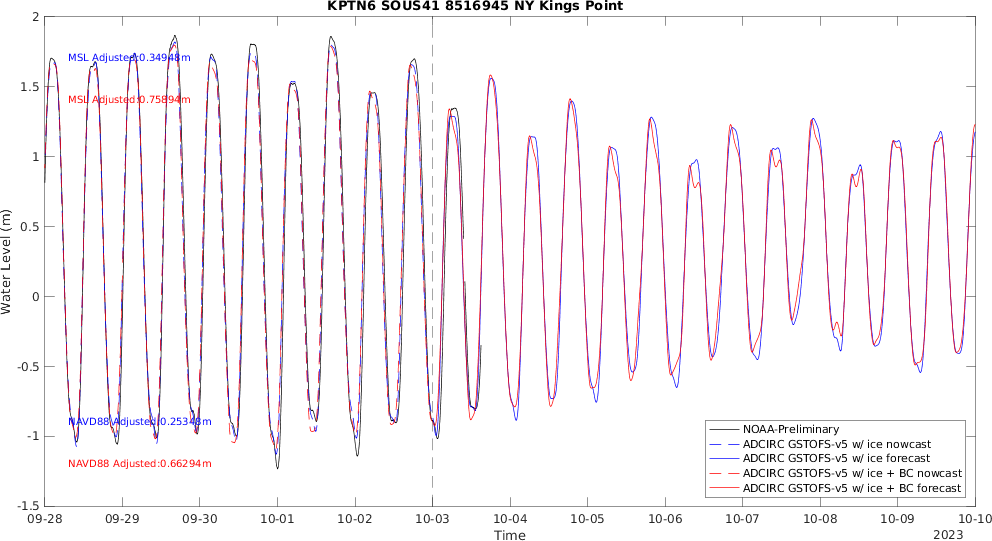 KPTN6 SOUS41 8516945 NY Kings Point
2
1.5
1
0.5
0
-0.5
-1
-1.5
Water Level (m)
MSL Adjusted:0.34948m
MSL Adjusted:0.75894m
NAVD88 Adjusted:0.25348m
NAVD88 Adjusted:0.66294m
NOAA-Preliminary
ADCIRC GSTOFS-v5 w/ ice nowcast
ADCIRC GSTOFS-v5 w/ ice forecast
ADCIRC GSTOFS-v5 w/ ice + BC nowcast
ADCIRC GSTOFS-v5 w/ ice + BC forecast
09-28 09-29 09-30 10-01 10-02 10-03 10-04 10-05 10-06 10-07 10-08 10-09 10-10
Time
2023